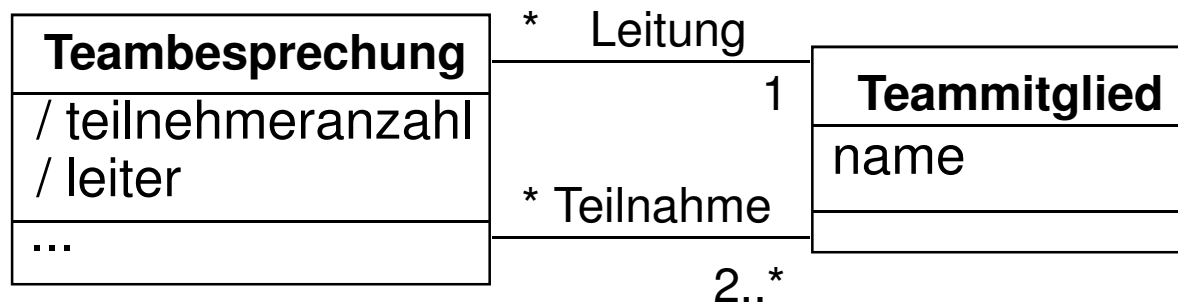 Teambesprechung
/ teilnehmeranzahl
/ leiter
...
* Leitung
1
* Teilnahme
2..*
Teammitglied
name